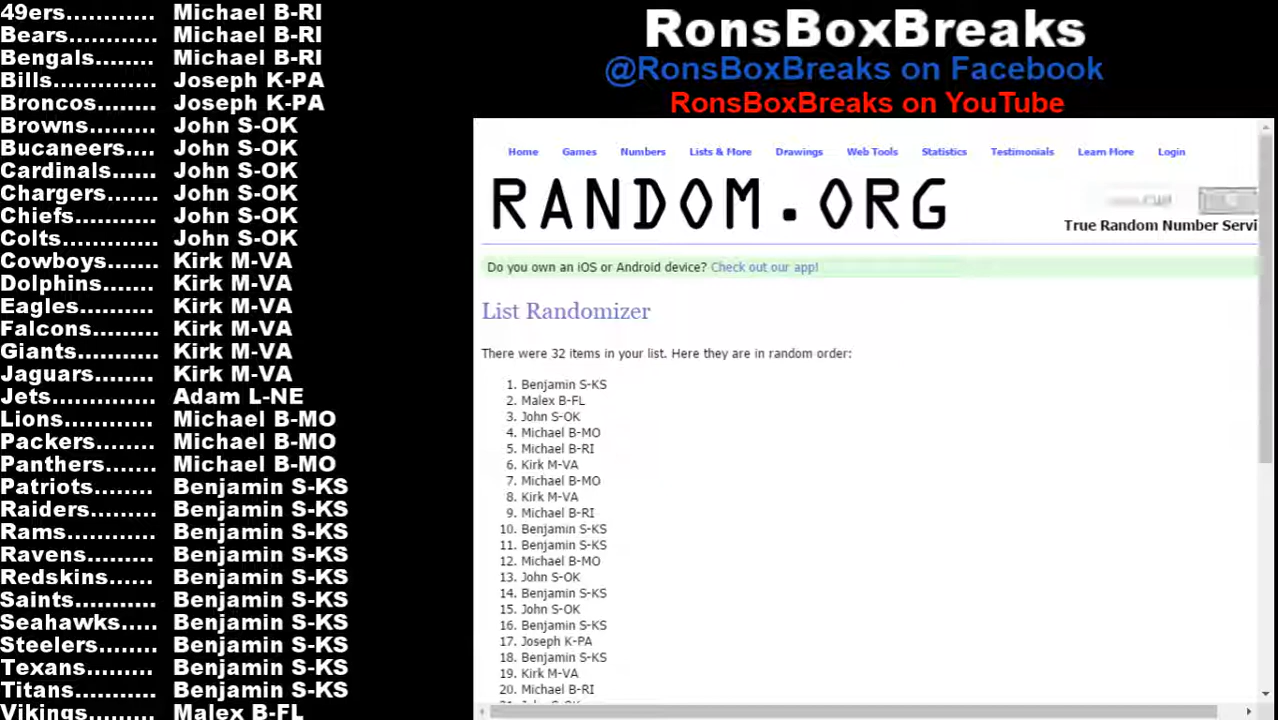 49ers............ Michael B-RI
Bears............ Michael B-RI
Bengals........ Michael B-RI
Bills.............. Joseph K-PA
Broncos........ Joseph K-PA
Browns......... John S-OK
Bucaneers.... John S-OK
Cardinals...... John S-OK
Chargers....... John S-OK
Chiefs........... John S-OK
Colts............. John S-OK
Cowboys....... Kirk M-VA
Dolphins........ Kirk M-VA
Eagles........... Kirk M-VA
Falcons......... Kirk M-VA
Giants........... Kirk M-VA
Jaguars........ Kirk M-VA
Jets.............. Adam L-NE
Lions............. Michael B-MO
Packers......... Michael B-MO
Panthers....... Michael B-MO
Patriots......... Benjamin S-KS
Raiders......... Benjamin S-KS
Rams............ Benjamin S-KS
Ravens......... Benjamin S-KS
Redskins...... Benjamin S-KS
Saints........... Benjamin S-KS
Seahawks..... Benjamin S-KS
Steelers........ Benjamin S-KS
Texans.......... Benjamin S-KS
Titans........... Benjamin S-KS
Vikings......... Malex B-FL
RonsBoxBreaks
@RonsBoxBreaks on Facebook
RonsBoxBreaks on YouTube
Home Games Numbers Lists & More Drawings Web Tools Statistics Testimonials Learn More Login
RANDOM.ORG
True Random Number Servi
Do you own an iOS or Android device? Check out our app!
List Randomizer
There were 32 items in your list. Here they are in random order:
1. Benjamin S-KS
2. Malex B-FL
3. John S-OK
4. Michael B-MO
5. Michael B-RI
6. Kirk M-VA
7. Michael B-MO
8. Kirk M-VA
9. Michael B-RI
10. Benjamin S-KS
11. Benjamin S-KS
12. Michael B-MO
13. John S-OK
14. Benjamin S-KS
15. John S-OK
16. Benjamin S-KS
17. Joseph K-PA
18. Benjamin S-KS
19. Kirk M-VA
20. Michael B-RI